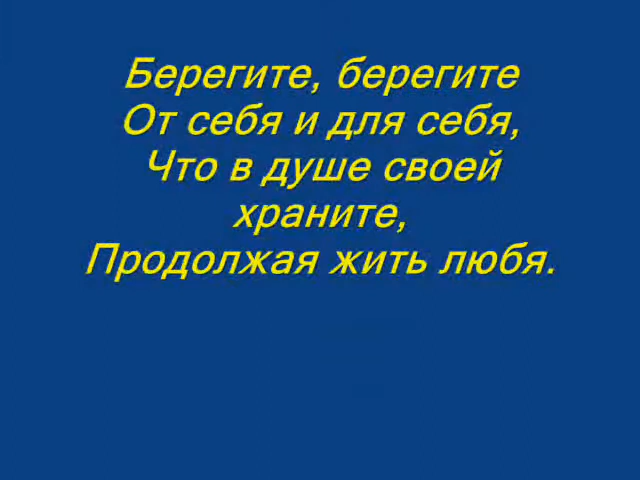 Берегите, берегите
От себя и для себя,
Что в душе своей
храните,
Продолжая жить любя.